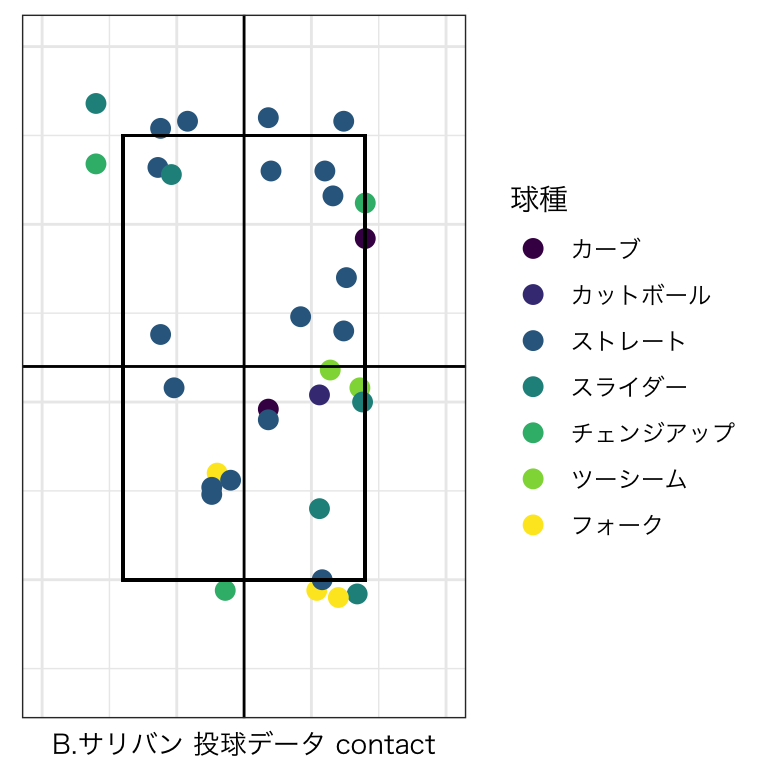 球種
カーブ
カットボール
ストレート
スライダー
チェンジアップ
ツーシーム
フォーク
B.サリバン 投球データ contact